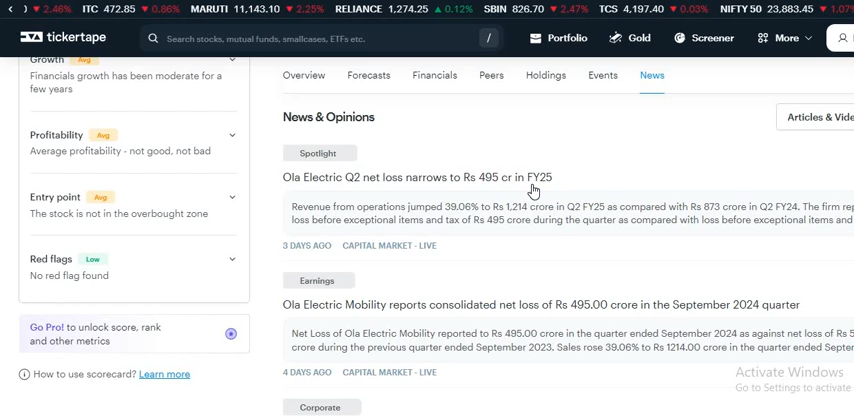 ) ▼ 2.46% ITC 472.85 ▼ 0.86% MARUTI 11,143.10 ▼ 2.25% RELIANCE 1,274.25 ▲ 0.12% SBIN 826.70 ▼ 2.47% TCS 4,197.40 ▼ 0.03% NIFTY 50 23,883.45 ▼ 1.07%
tickertape
Search stocks, mutual funds, smallcases, ETFs etc. /
Portfolio
Gold
Screener
More
Growth Avg
Financials growth has been moderate for a
few years
Profitability Avg
Average profitability - not good, not bad
Entry point Avg
The stock is not in the overbought zone
Red flags Low
No red flag found
Go Pro! to unlock score, rank
and other metrics
How to use scorecard? Learn more
Overview Forecasts Financials Peers Holdings Events News
News & Opinions
Articles & Vide
Spotlight
Ola Electric Q2 net loss narrows to Rs 495 cr in FY25
Revenue from operations jumped 39.06% to Rs 1,214 crore in Q2 FY25 as compared with Rs 873 crore in Q2 FY24. The firm rep
loss before exceptional items and tax of Rs 495 crore during the quarter as compared with loss before exceptional items and
3 DAYS AGO CAPITAL MARKET - LIVE
Earnings
Ola Electric Mobility reports consolidated net loss of Rs 495.00 crore in the September 2024 quarter
Net Loss of Ola Electric Mobility reported to Rs 495.00 crore in the quarter ended September 2024 as against net loss of Rs 5
crore during the previous quarter ended September 2023. Sales rose 39.06% to Rs 1214.00 crore in the quarter ended Septe
4 DAYS AGO CAPITAL MARKET - LIVE
Activate Windows
Go to Settings to activate
Corporate